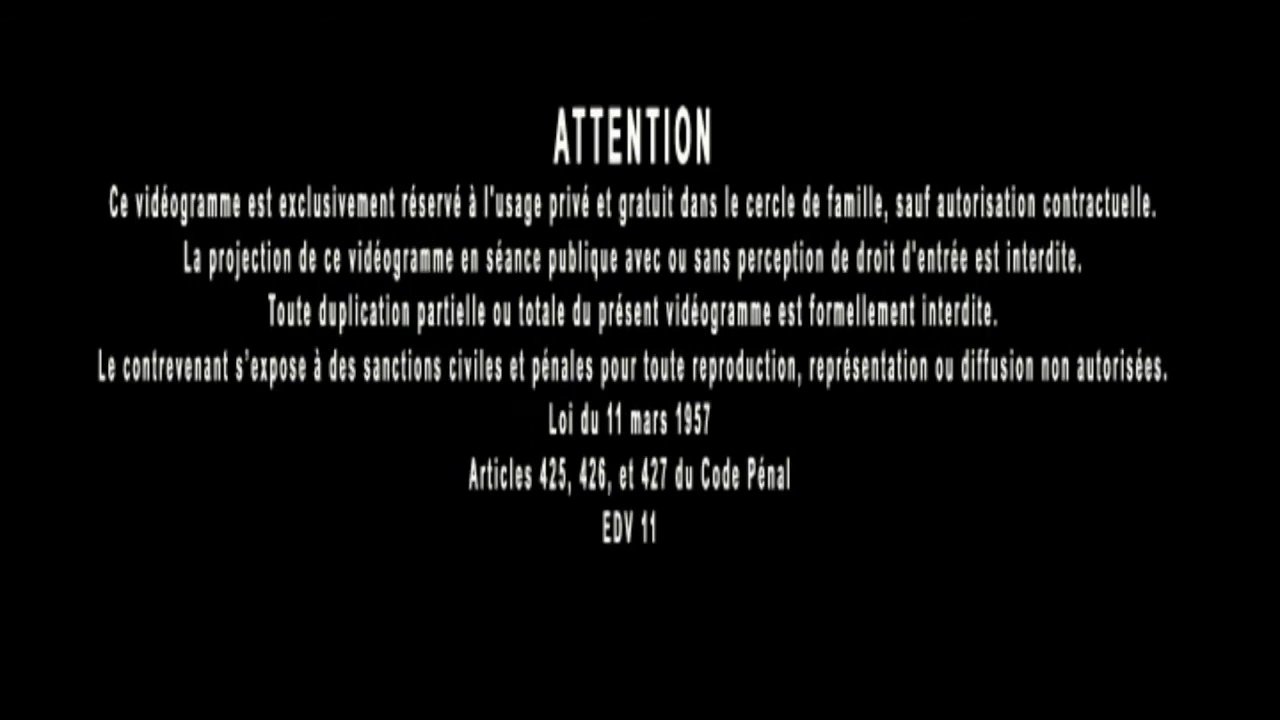 ATTENTION
Ce vidéogramme est exclusivement réservé à l'usage privé et gratuit dans le cercle de famille, sauf autorisation contractuelle.
La projection de ce vidéogramme en séance publique avec ou sans perception de droit d'entrée est interdite.
Toute duplication partielle ou totale du présent vidéogramme est formellement interdite.
Le contrevenant s'expose à des sanctions civiles et pénales pour toute reproduction, représentation ou diffusion non autorisées.
Loi du 11 mars 1957
Articles 425, 426, et 427 du Code Pénal
EDV 11